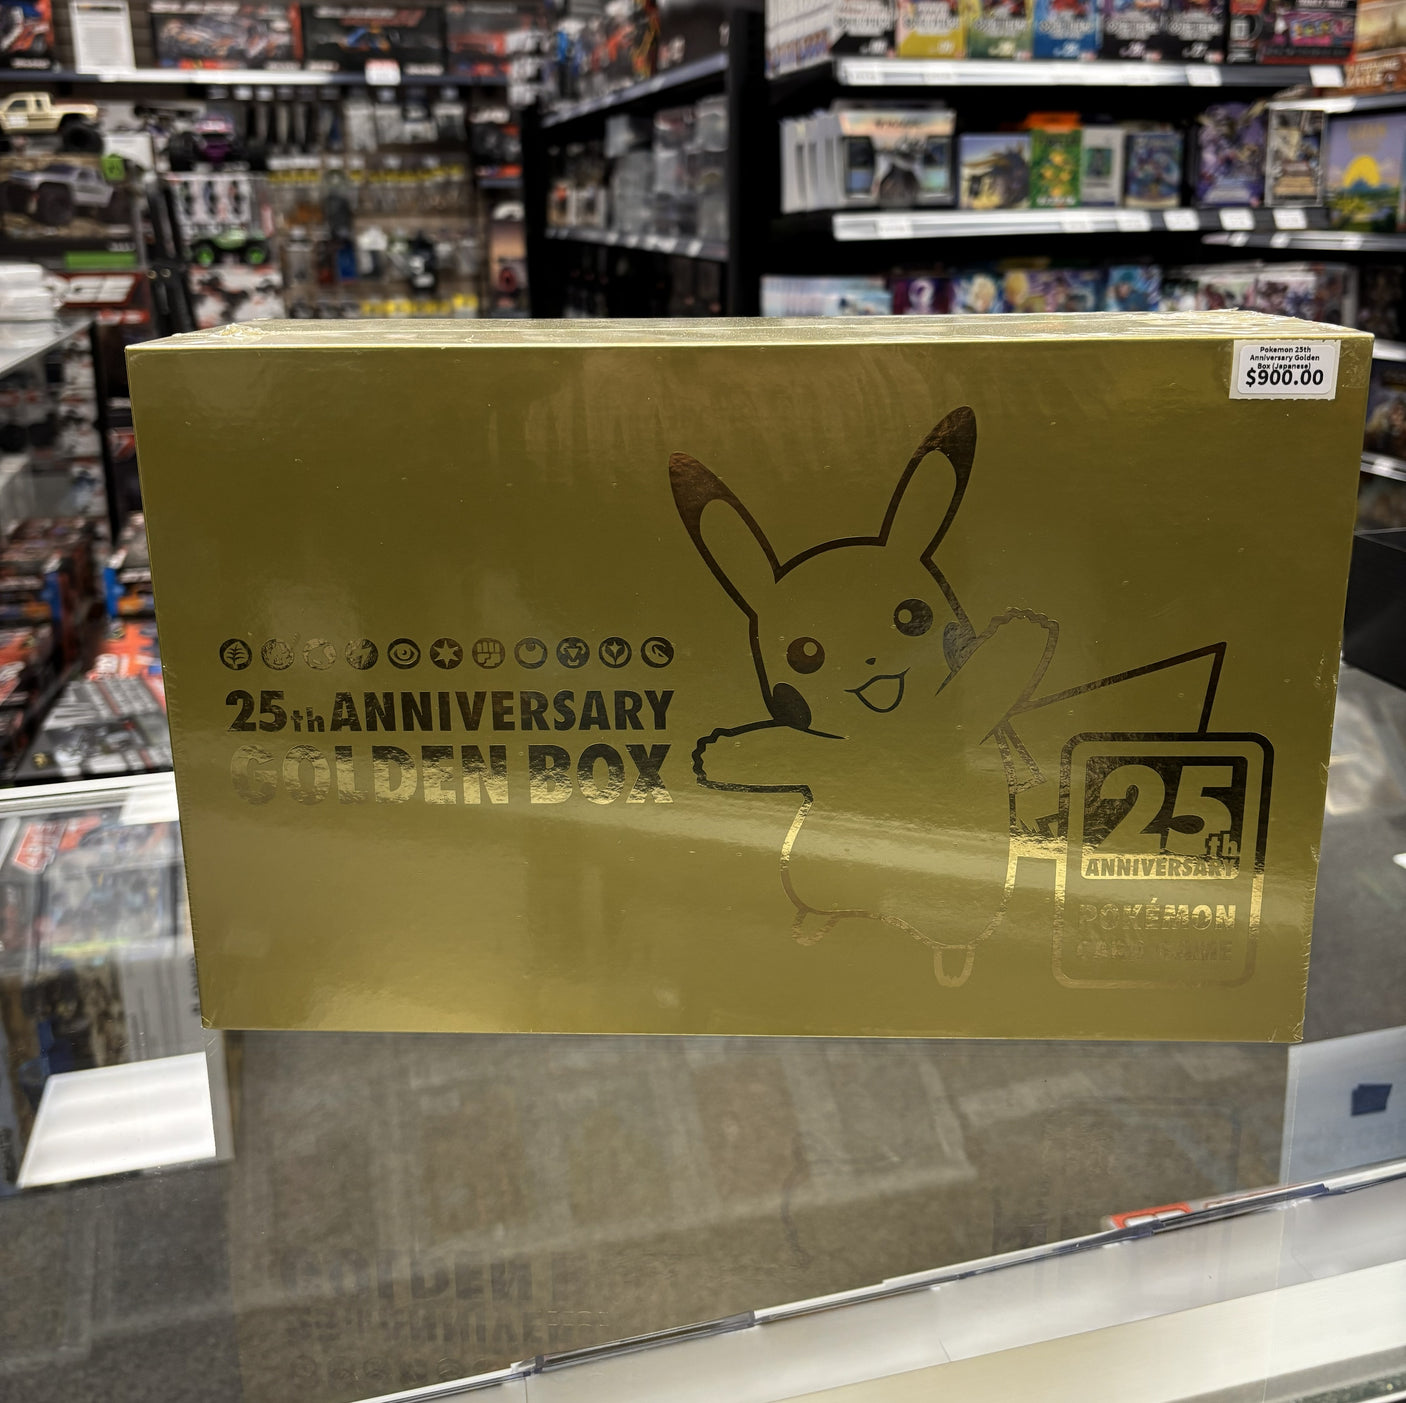 Pokemon 25th
Anniversary Golden
Box (Japanese)
$900.00
25th ANNIVERSARY
GOLDEN BOX
25th
ANNIVERSARY
POKÉMON
CARD GAME